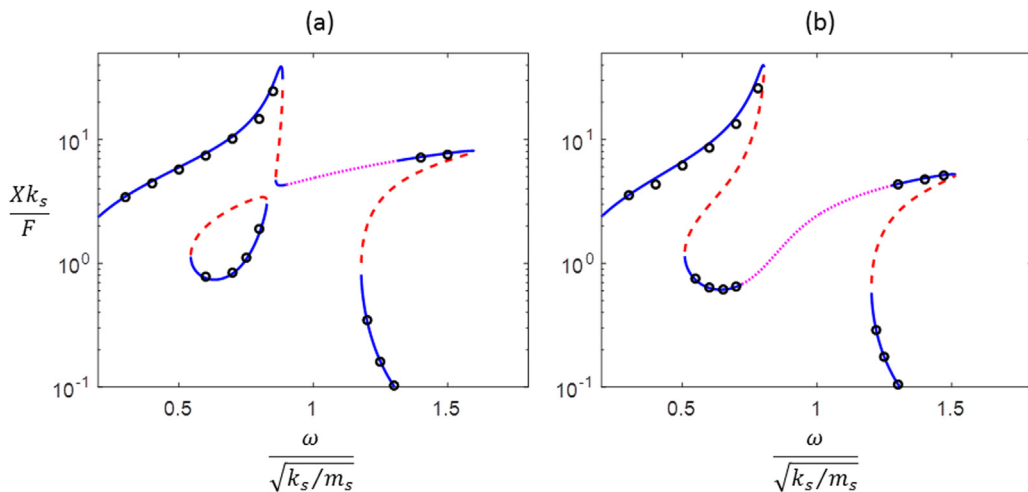 (a) (b)
10^1 10^1
Xk_s/F
10^0 10^0
10^-1 10^-1
0.5 1 1.5 0.5 1 1.5
ω/√(k_s/m_s) ω/√(k_s/m_s)